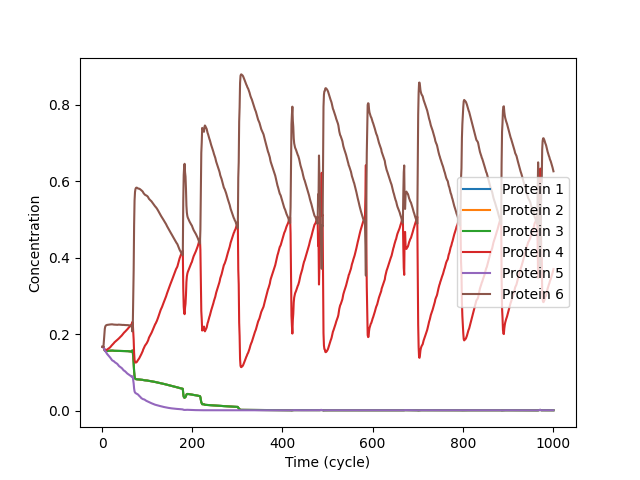 Concentration
0.8
0.6
0.4
0.2
0.0
Protein 1
Protein 2
Protein 3
Protein 4
Protein 5
Protein 6
0 200 400 600 800 1000
Time (cycle)